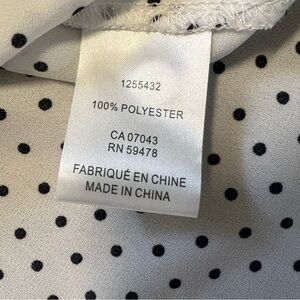 1255432
100% POLYESTER
CA 07043
RN 59478
FABRIQUÉ EN CHINE
MADE IN CHINA